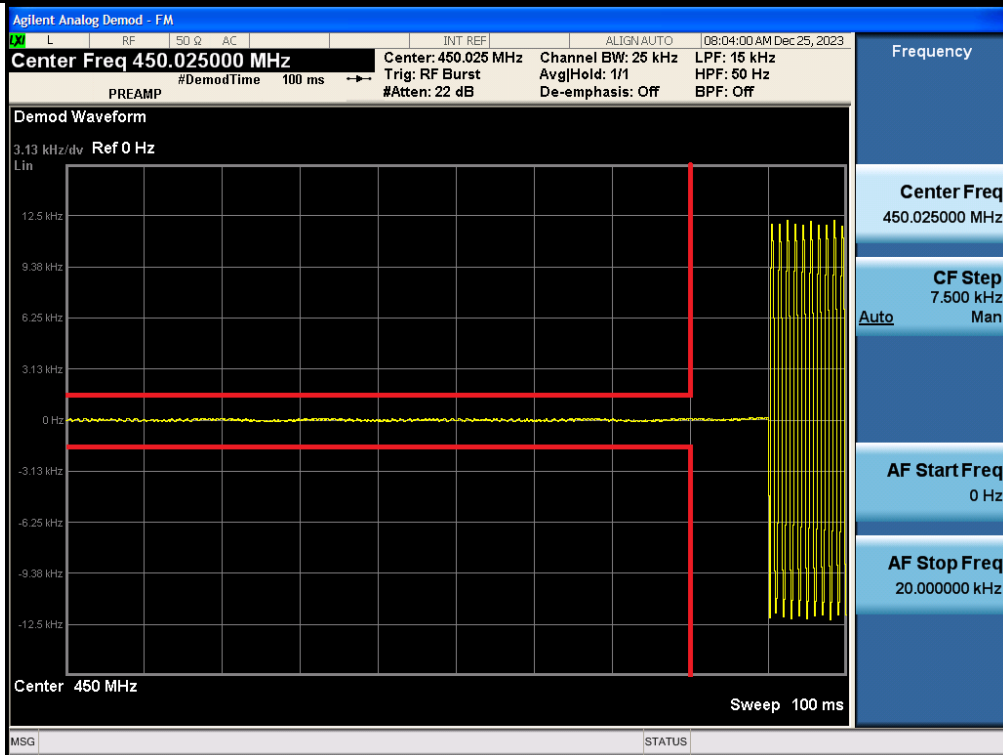 Agilent Analog Demod - FM
LXI L RF 50 Ω AC INT REF ALIGNAUTO 08:04:00 AM Dec 25, 2023
Center Freq 450.025000 MHz
Center: 450.025 MHz Channel BW: 25 kHz LPF: 15 kHz
#DemodTime 100 ms Trig: RF Burst Avg|Hold: 1/1 HPF: 50 Hz
PREAMP #Atten: 22 dB De-emphasis: Off BPF: Off
Demod Waveform
3.13 kHz/dv Ref 0 Hz
Lin
12.5 kHz
9.38 kHz
6.25 kHz
3.13 kHz
0 Hz
-3.13 kHz
-6.25 kHz
-9.38 kHz
-12.5 kHz
Center 450 MHz
Sweep 100 ms
MSG STATUS
Frequency
Center Freq
450.025000 MHz
CF Step
7.500 kHz
Auto Man
AF Start Freq
0 Hz
AF Stop Freq
20.000000 kHz